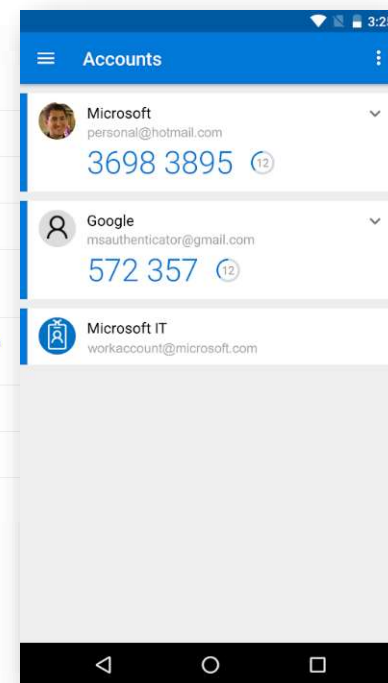 3:25
Accounts
Microsoft
personal@hotmail.com
3698 3895 12
Google
msauthenticator@gmail.com
572 357 12
Microsoft IT
workaccount@microsoft.com